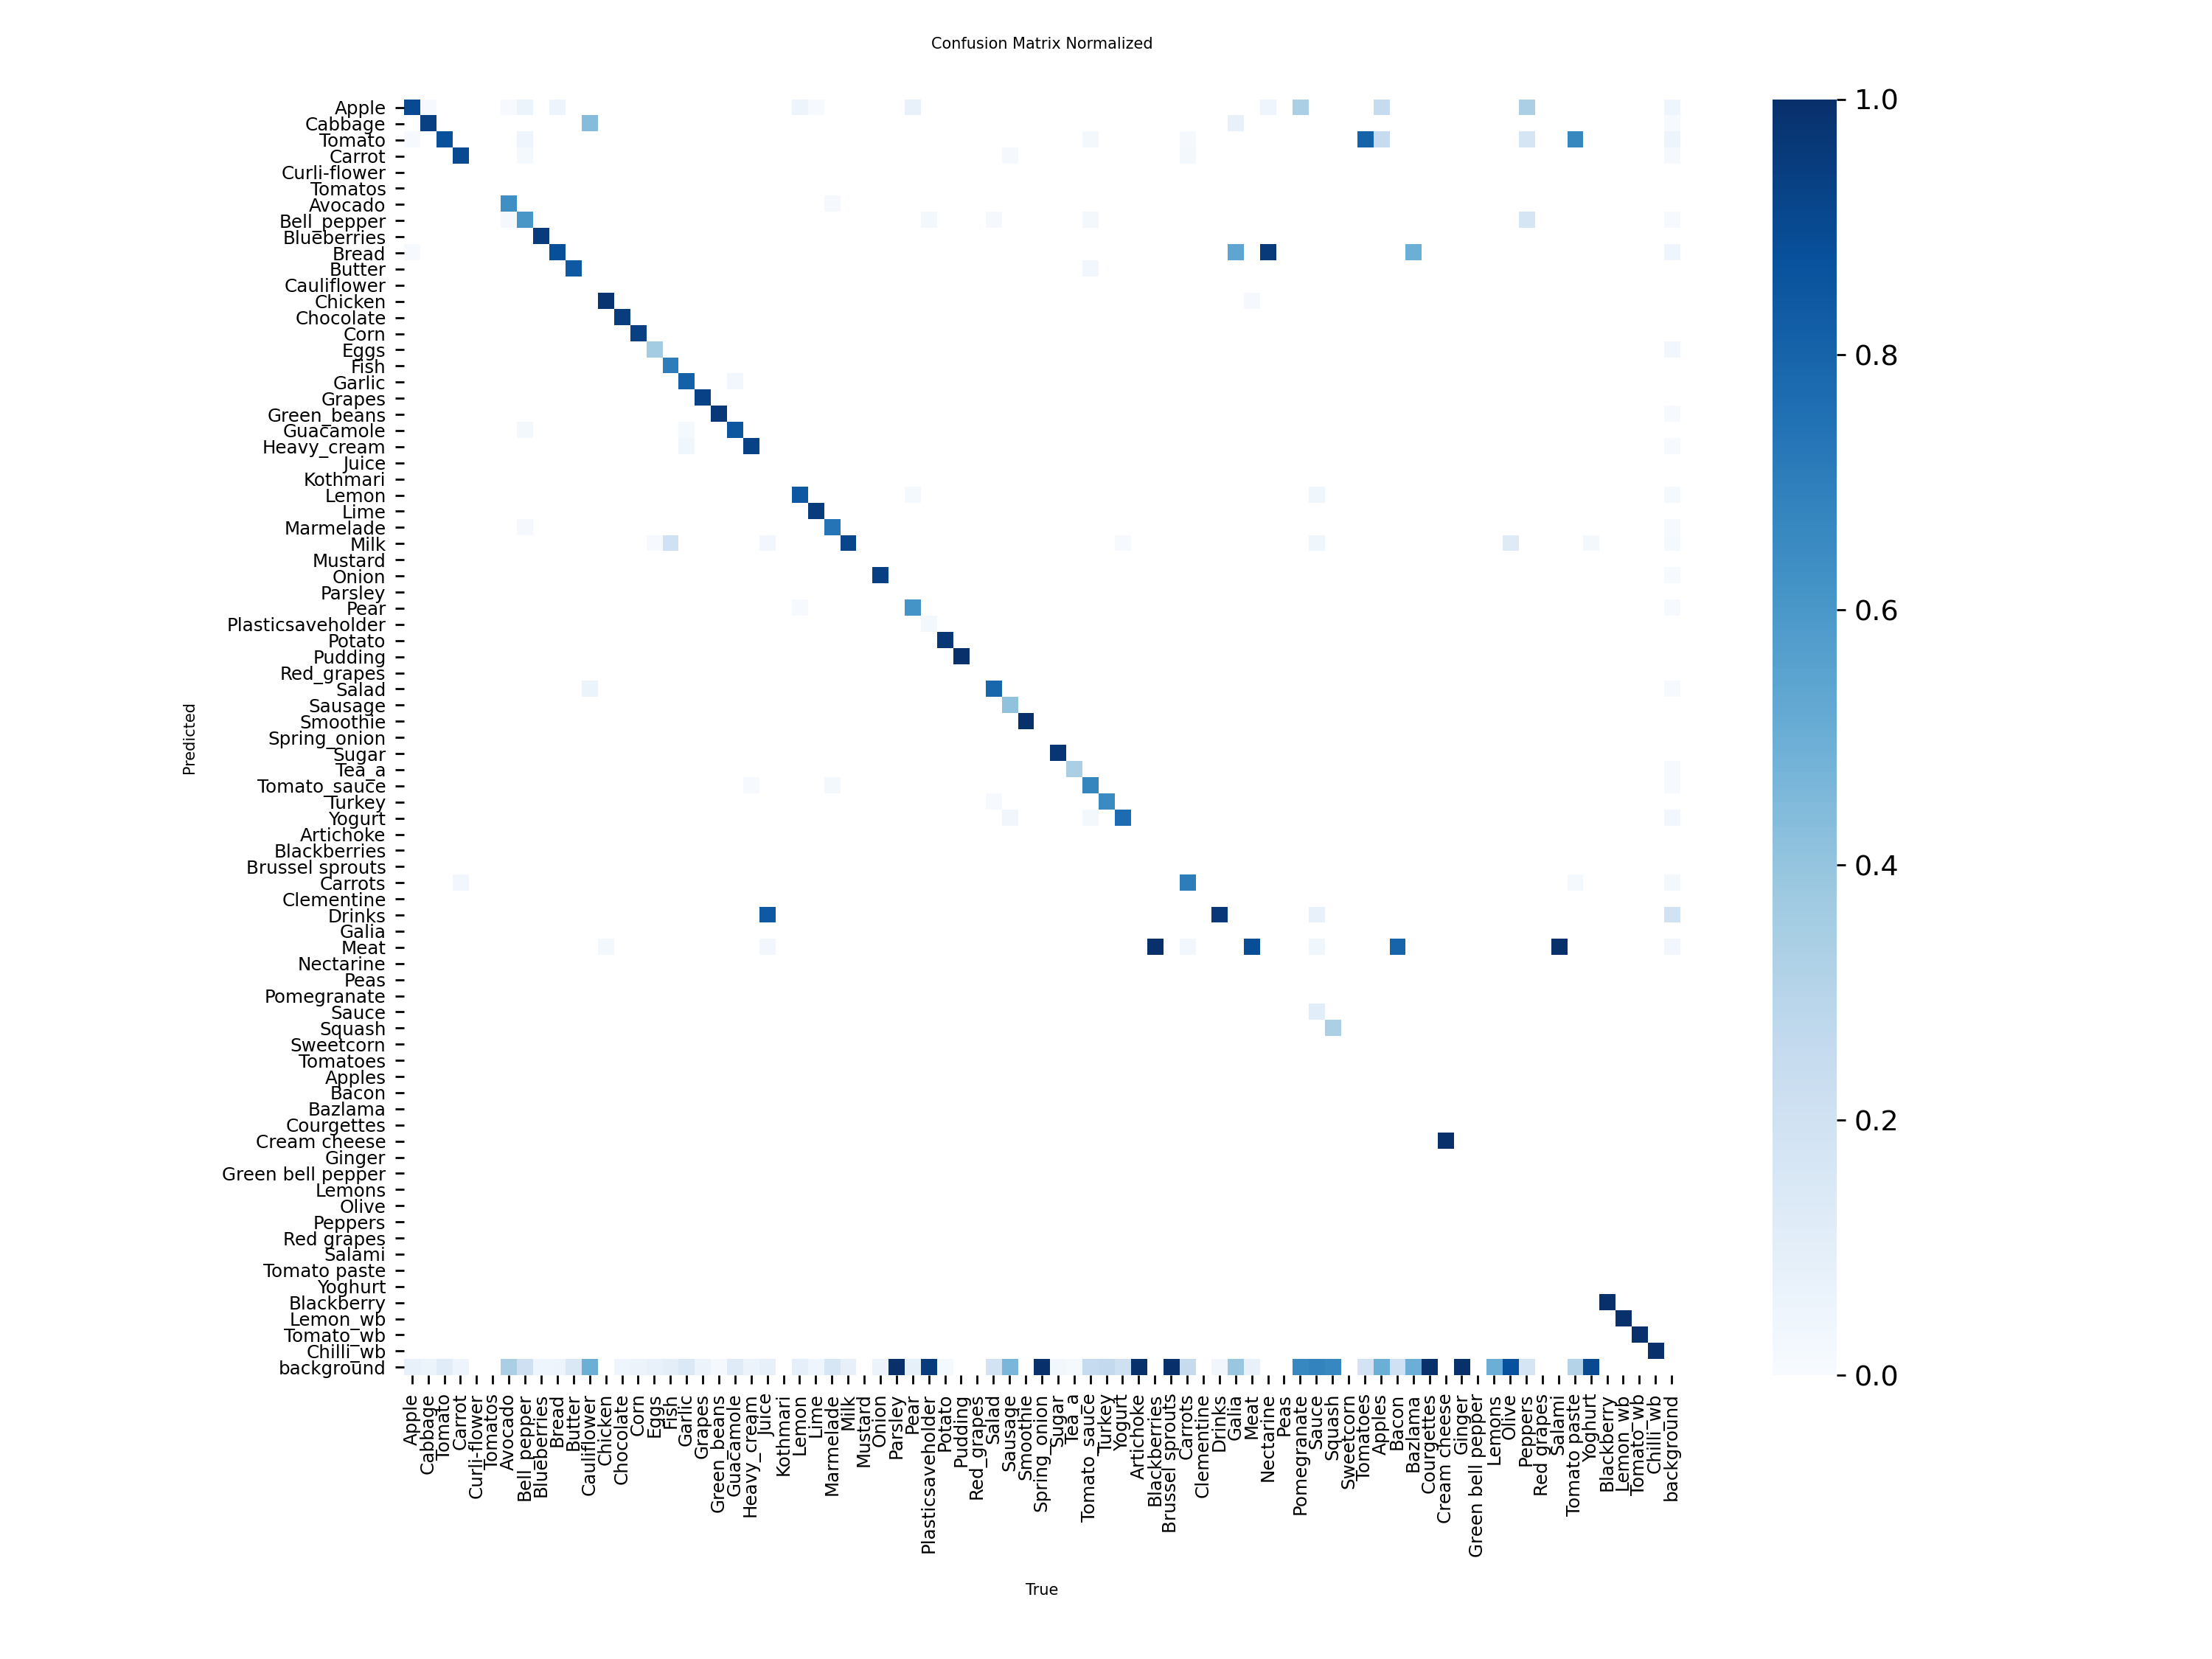 Confusion Matrix Normalized
Apple
Cabbage
Tomato
Carrot
Curli-flower
Tomatos
Avocado
Bell_pepper
Blueberries
Bread
Butter
Cauliflower
Chicken
Chocolate
Corn
Eggs
Fish
Garlic
Grapes
Green_beans
Guacamole
Heavy_cream
Juice
Kothmari
Lemon
Lime
Marmelade
Milk
Mustard
Onion
Parsley
Pear
Plasticsaveholder
Potato
Pudding
Red_grapes
Salad
Sausage
Smoothie
Spring_onion
Sugar
Tea_a
Tomato_sauce
Turkey
Yogurt
Artichoke
Blackberries
Brussel sprouts
Carrots
Clementine
Drinks
Galia
Meat
Nectarine
Peas
Pomegranate
Sauce
Squash
Sweetcorn
Tomatoes
Apples
Bacon
Bazlama
Courgettes
Cream cheese
Ginger
Green bell pepper
Lemons
Olive
Peppers
Red grapes
Salami
Tomato paste
Yoghurt
Blackberry
Lemon_wb
Tomato_wb
Chilli_wb
background
Predicted
Apple
Cabbage
Tomato
Carrot
Curli-flower
Tomatos
Avocado
Bell_pepper
Blueberries
Bread
Butter
Cauliflower
Chicken
Chocolate
Corn
Eggs
Fish
Garlic
Grapes
Green_beans
Guacamole
Heavy_cream
Juice
Kothmari
Lemon
Lime
Marmelade
Milk
Mustard
Onion
Parsley
Pear
Plasticsaveholder
Potato
Pudding
Red_grapes
Salad
Sausage
Smoothie
Spring_onion
Sugar
Tea_a
Tomato_sauce
Turkey
Yogurt
Artichoke
Blackberries
Brussel sprouts
Carrots
Clementine
Drinks
Galia
Meat
Nectarine
Peas
Pomegranate
Sauce
Squash
Sweetcorn
Tomatoes
Apples
Bacon
Bazlama
Courgettes
Cream cheese
Ginger
Green bell pepper
Lemons
Olive
Peppers
Red grapes
Salami
Tomato paste
Yoghurt
Blackberry
Lemon_wb
Tomato_wb
Chilli_wb
background
True
1.0
0.8
0.6
0.4
0.2
0.0